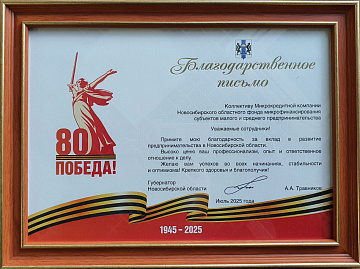 Благодарственное
письмо
Коллективу Микрокредитной компании
Новосибирского областного фонда микрофинансирования
субъектов малого и среднего предпринимательства
Уважаемые сотрудники!
Примите мою благодарность за вклад в развитие
предпринимательства в Новосибирской области.
Высоко ценю ваш профессионализм, опыт и ответственное
отношение к делу.
Желаю вам успехов во всех начинаниях, стабильности
и оптимизма! Крепкого здоровья и благополучия!
Губернатор
Новосибирской области
А.А. Травников
Июль 2025 года
80
ПОБЕДА!
1945 - 2025